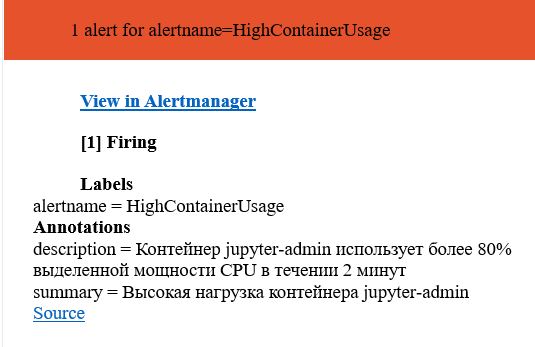 1 alert for alertname=HighContainerUsage
View in Alertmanager
[1] Firing
Labels
alertname = HighContainerUsage
Annotations
description = Контейнер jupyter-admin использует более 80%
выделенной мощности CPU в течении 2 минут
summary = Высокая нагрузка контейнера jupyter-admin
Source